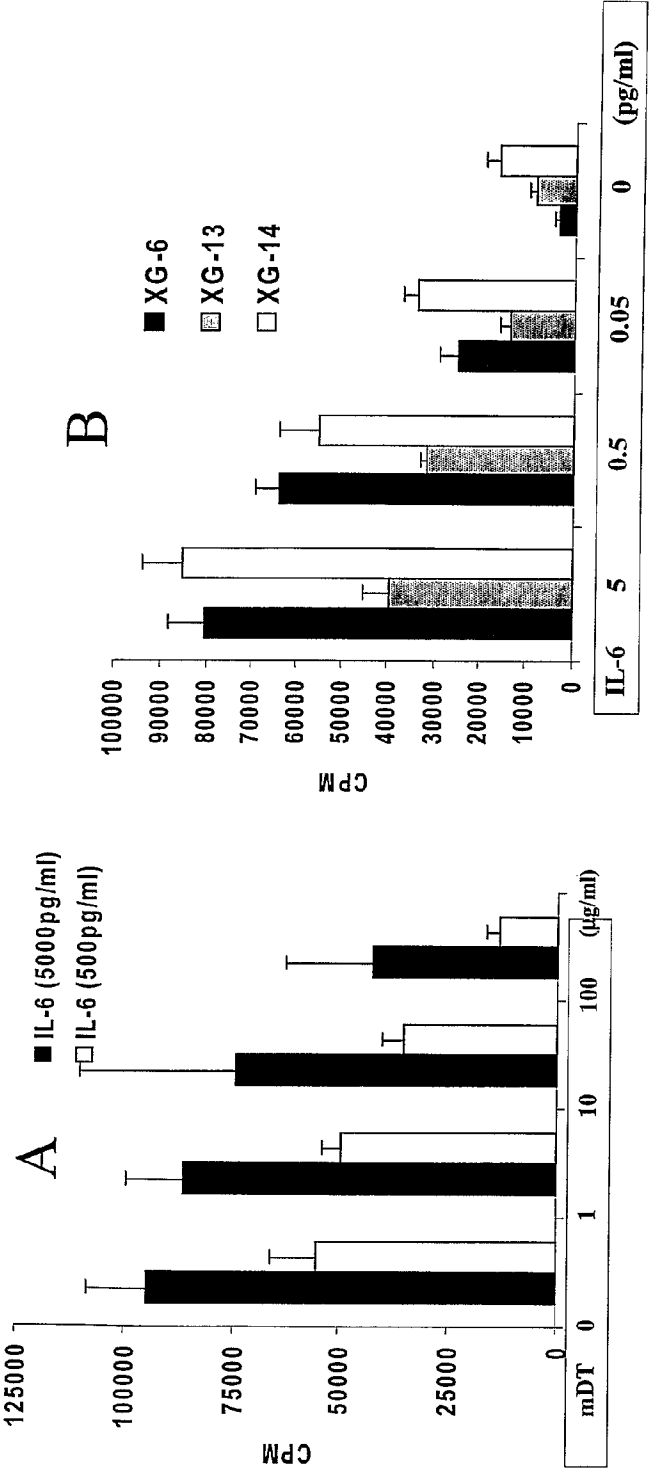 A
IL-6 (5000pg/ml)
IL-6 (500pg/ml)
125000
100000
75000
50000
25000
0
CPM
mDT 0 1 10 100 (µg/ml)
B
XG-6
XG-13
XG-14
100000
90000
80000
70000
60000
50000
40000
30000
20000
10000
0
CPM
IL-6 5 0.5 0.05 0 (pg/ml)